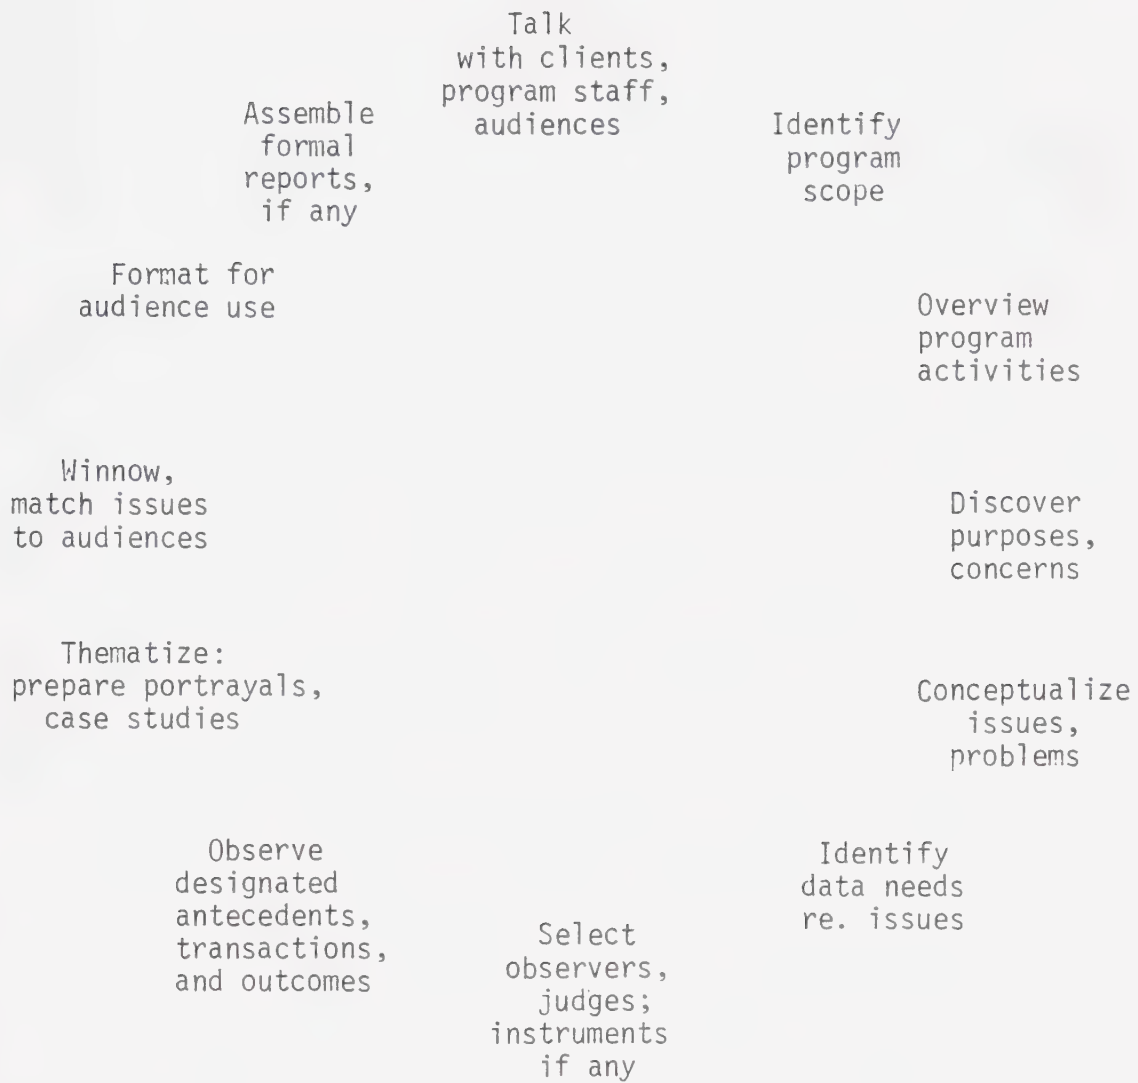 Talk
with clients,
program staff,
audiences
Identify
program
scope
Overview
program
activities
Discover
purposes,
concerns
Conceptualize
issues,
problems
Identify
data needs
re. issues
Select
observers,
judges;
instruments
if any
Observe
designated
antecedents,
transactions,
and outcomes
Thematize:
prepare portrayals,
case studies
Winnow,
match issues
to audiences
Format for
audience use
Assemble
formal
reports,
if any